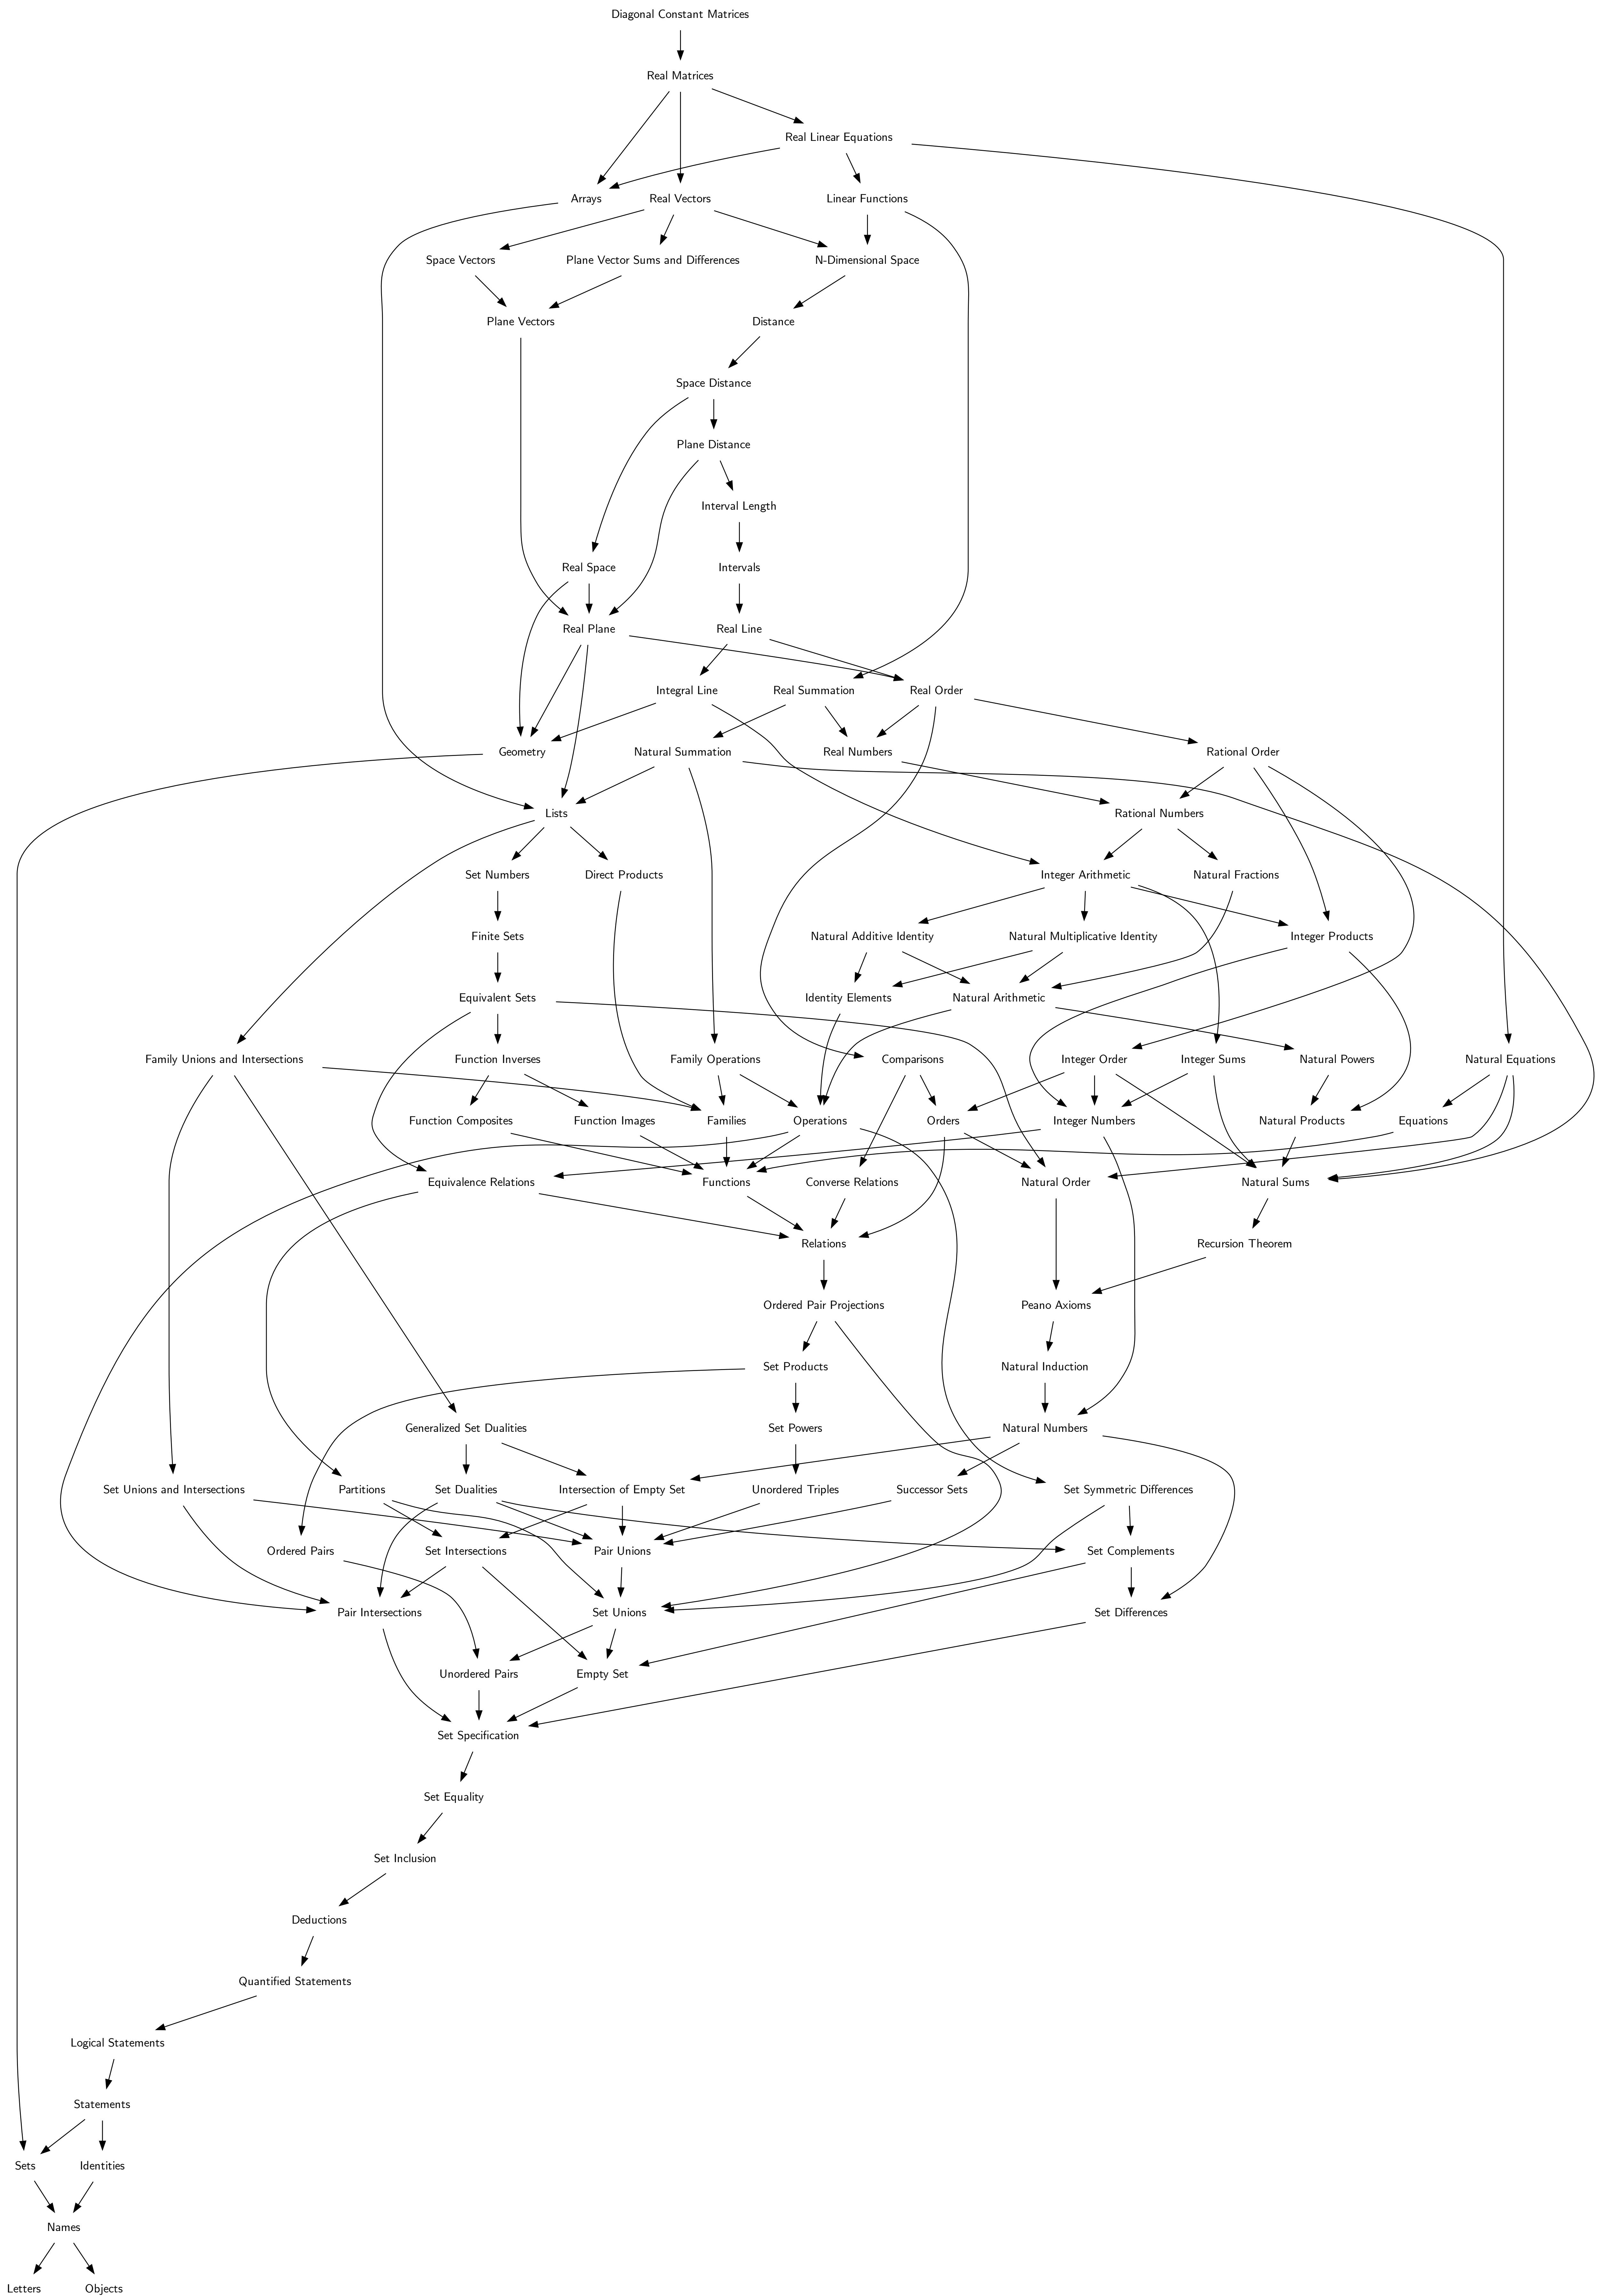 Diagonal Constant Matrices
Real Matrices
Real Linear Equations
Arrays
Real Vectors
Linear Functions
Space Vectors
Plane Vector Sums and Differences
N-Dimensional Space
Plane Vectors
Distance
Space Distance
Plane Distance
Interval Length
Real Space
Intervals
Real Plane
Real Line
Integral Line
Real Summation
Real Order
Geometry
Natural Summation
Real Numbers
Rational Order
Lists
Rational Numbers
Set Numbers
Direct Products
Integer Arithmetic
Natural Fractions
Finite Sets
Natural Additive Identity
Natural Multiplicative Identity
Integer Products
Equivalent Sets
Identity Elements
Natural Arithmetic
Family Unions and Intersections
Function Inverses
Family Operations
Comparisons
Integer Order
Integer Sums
Natural Powers
Natural Equations
Function Composites
Function Images
Families
Operations
Orders
Integer Numbers
Natural Products
Equations
Equivalence Relations
Functions
Converse Relations
Natural Order
Natural Sums
Relations
Recursion Theorem
Ordered Pair Projections
Peano Axioms
Set Products
Natural Induction
Generalized Set Dualities
Set Powers
Natural Numbers
Set Unions and Intersections
Partitions
Set Dualities
Intersection of Empty Set
Unordered Triples
Successor Sets
Set Symmetric Differences
Ordered Pairs
Set Intersections
Pair Unions
Set Complements
Pair Intersections
Set Unions
Set Differences
Unordered Pairs
Empty Set
Set Specification
Set Equality
Set Inclusion
Deductions
Quantified Statements
Logical Statements
Statements
Sets
Identities
Names
Letters
Objects